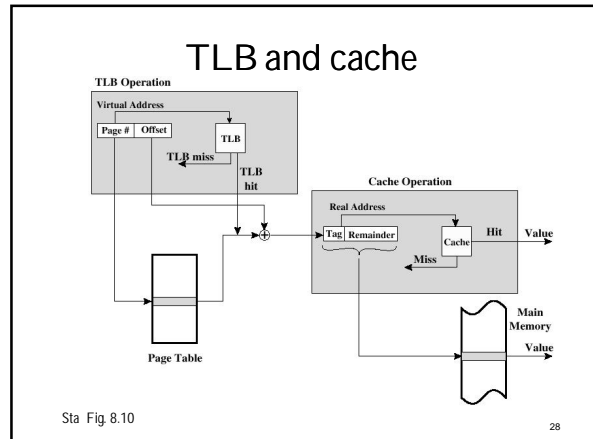 TLB and cache
TLB Operation
Virtual Address
Page # Offset
TLB
TLB miss
TLB
hit
Cache Operation
Real Address
Tag Remainder
Cache
Hit
Value
Miss
Page Table
Main
Memory
Value
Sta Fig. 8.10
28